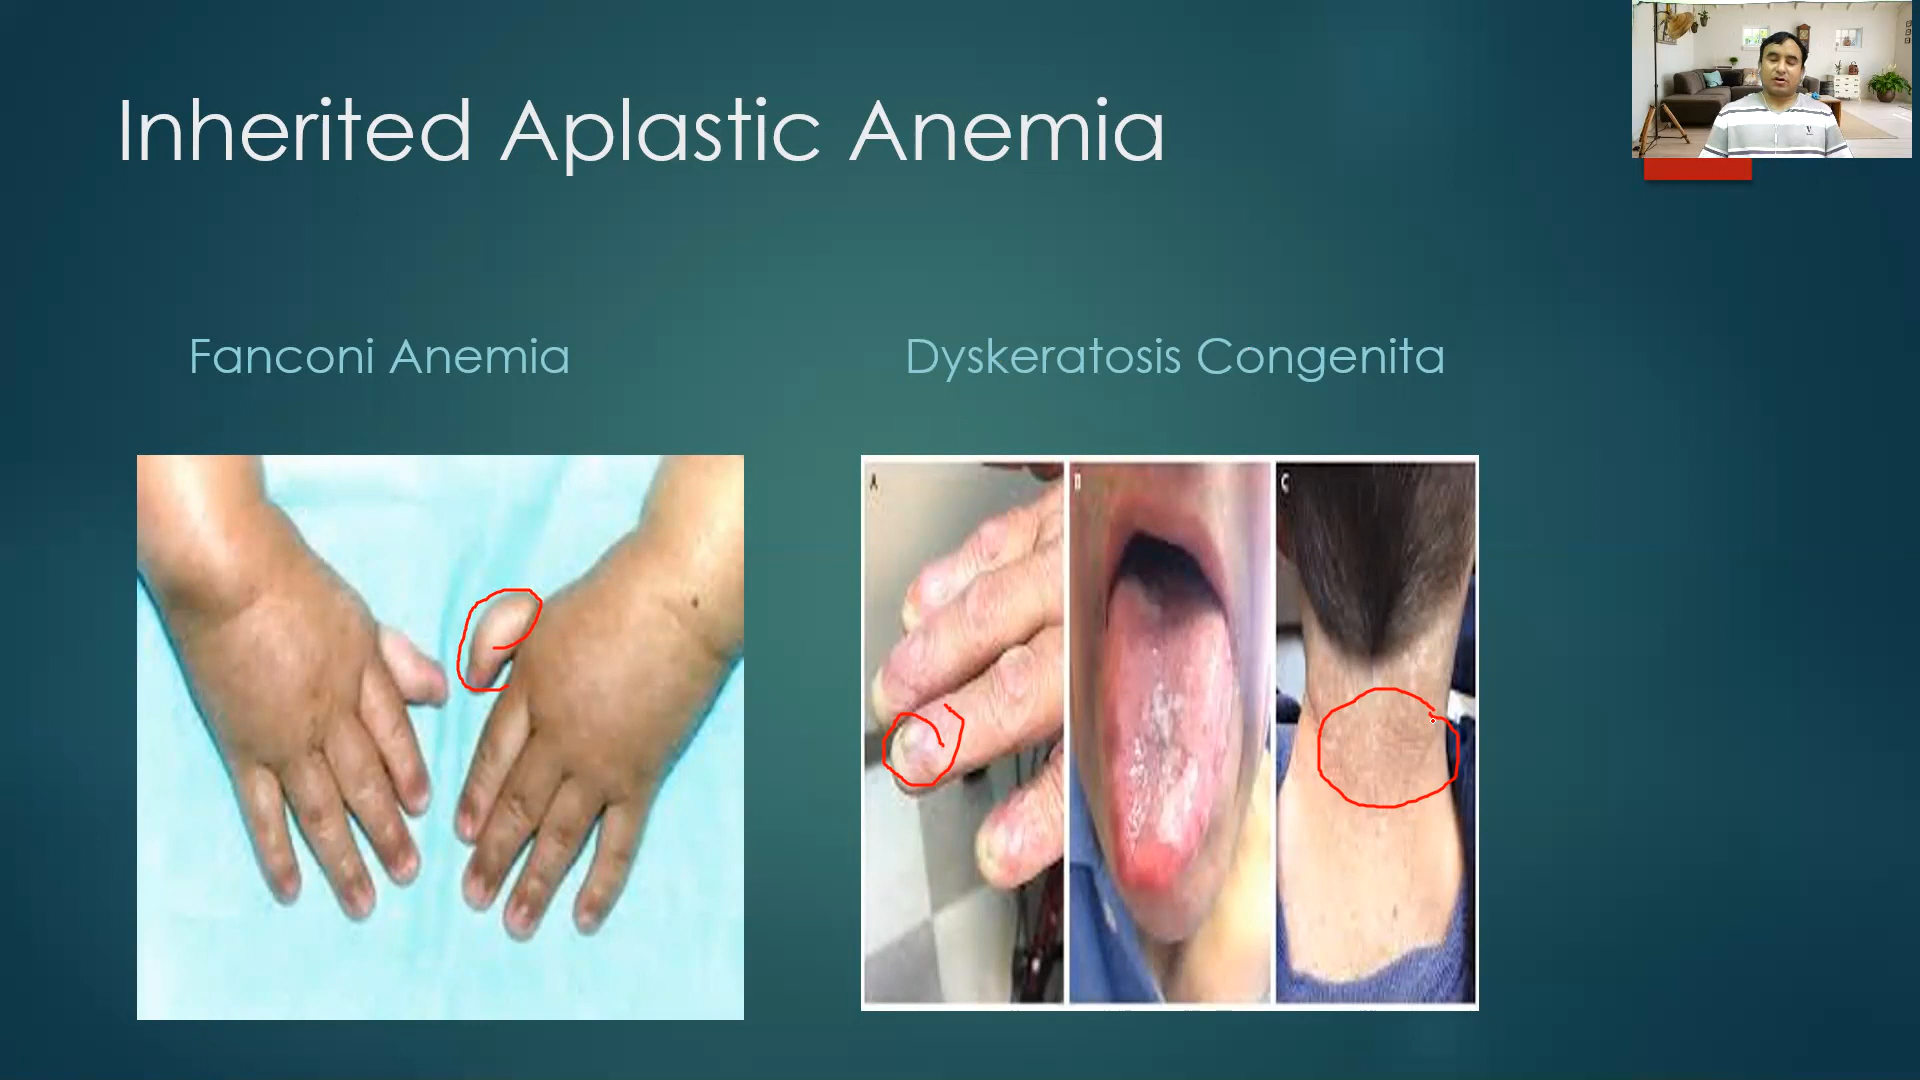 Inherited Aplastic Anemia
Fanconi Anemia
Dyskeratosis Congenita
A
C